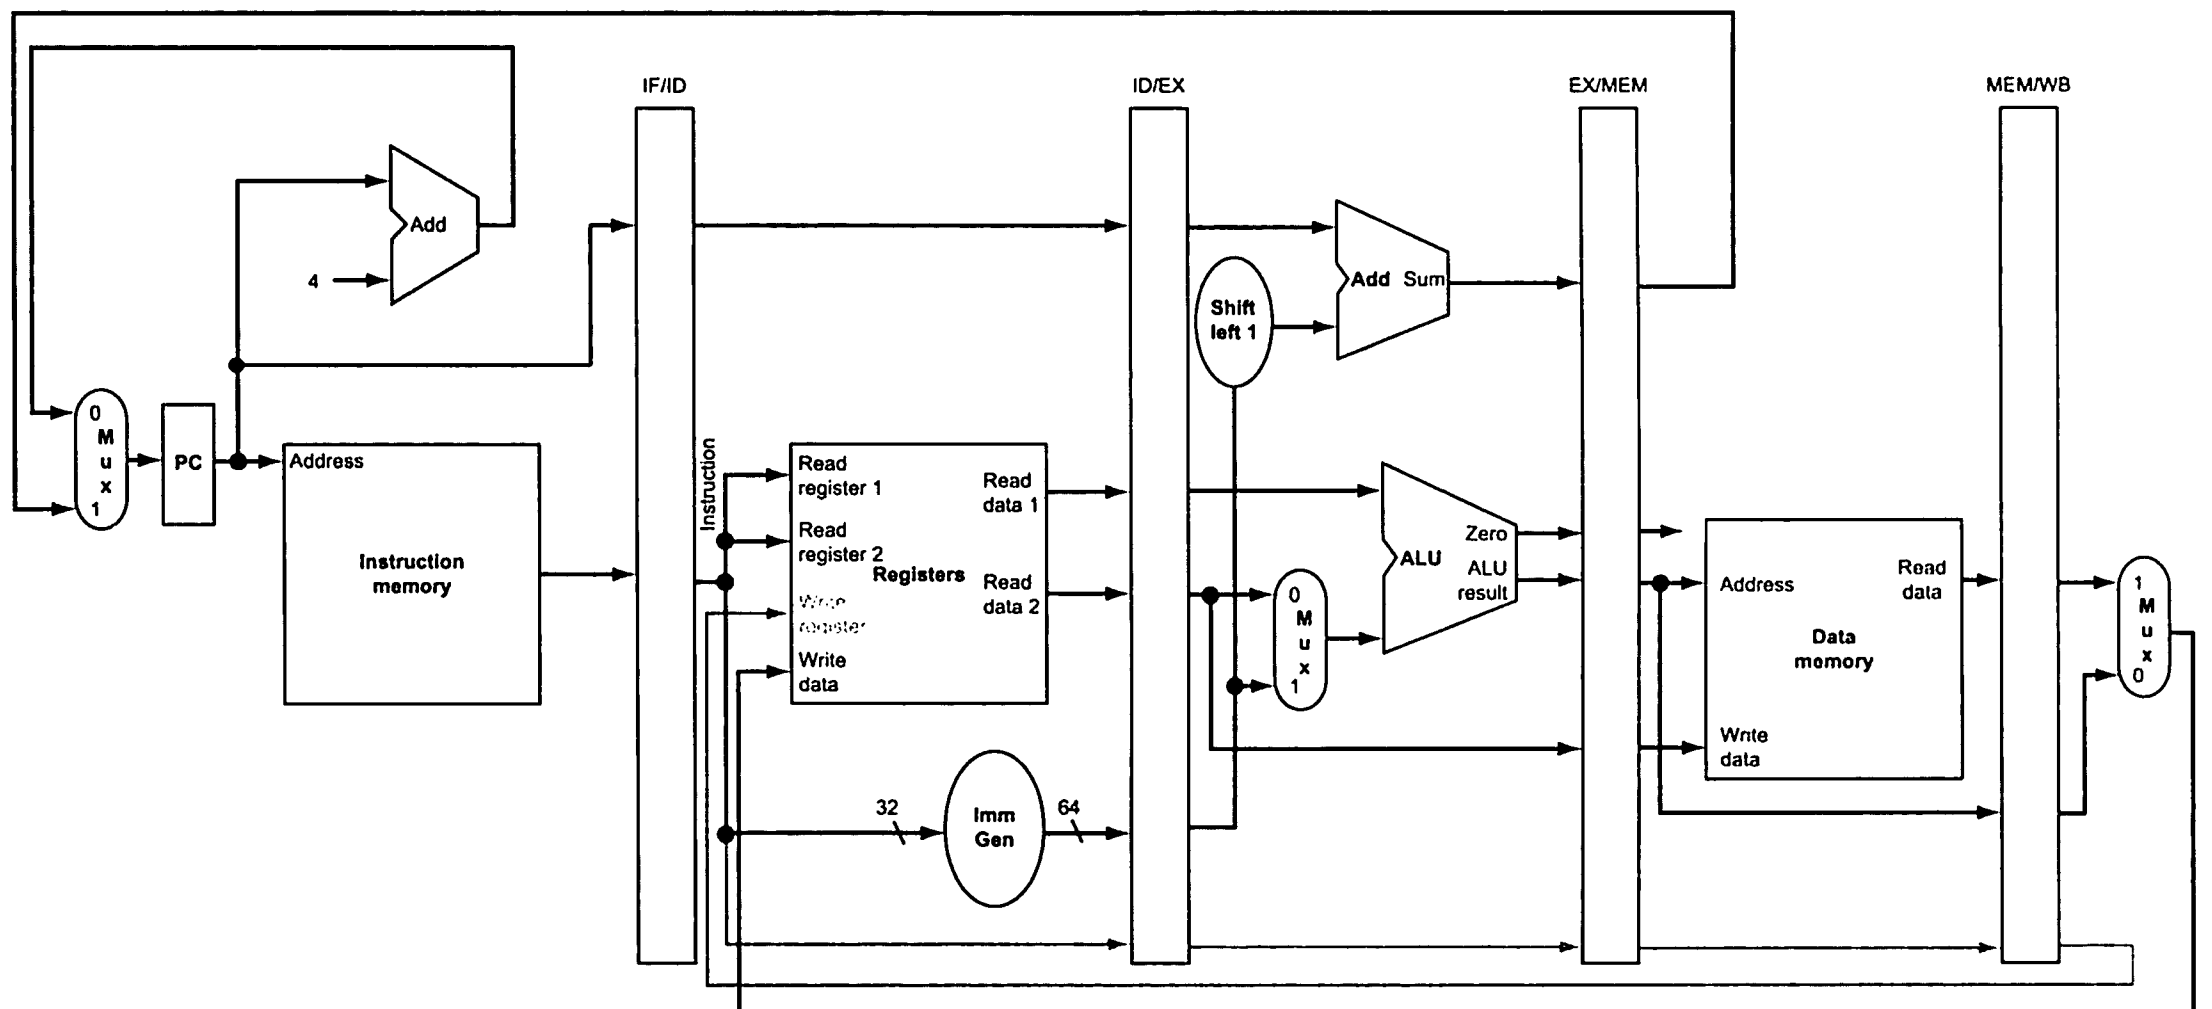 IF/ID
ID/EX
EX/MEM
MEM/WB
Add
4
Add Sum
Shift
left 1
0
M
u
x
1
PC
Address
Instruction
memory
Instruction
Read
register 1
Read
register 2
Registers
Write
register
Write
data
Read
data 1
Read
data 2
0
M
u
x
1
ALU
Zero
ALU
result
Address
Read
data
Data
memory
Write
data
1
M
u
x
0
32
Imm
Gen
64